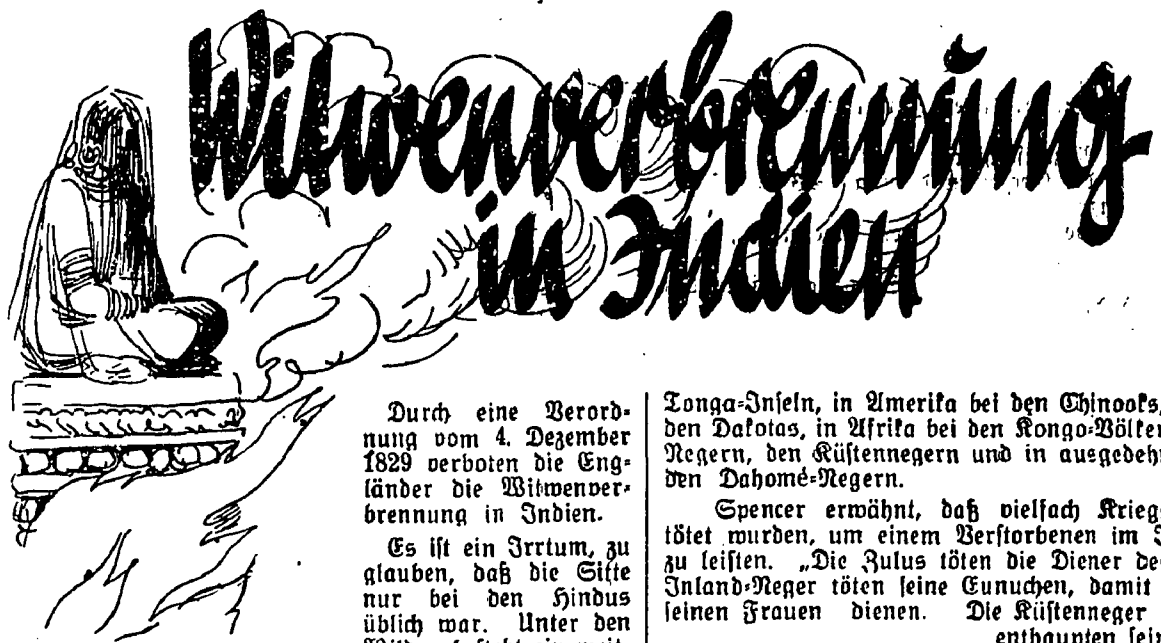 Witwenverbrennung
in Indien
Durch eine Verord-
nung vom 4. Dezember
1829 verboten die Eng-
länder die Witwenver-
brennung in Indien.
Es ist ein Irrtum, zu
glauben, daß die Sitte
nur bei den Hindus
üblich war. Unter den
Tonga-Inseln, in Amerika bei den Chinooks,
den Dakotas, in Afrika bei den Kongo-Völker
Negern, den Küstennegern und in ausgedehn
den Dahomé-Negern.
Spencer erwähnt, daß vielfach Krieg
tötet wurden, um einem Verstorbenen im
zu leisten. „Die Zulus töten die Diener de
Inland-Neger töten seine Eunuchen, damit
seinen Frauen dienen. Die Küstenneger
enthaupten sein